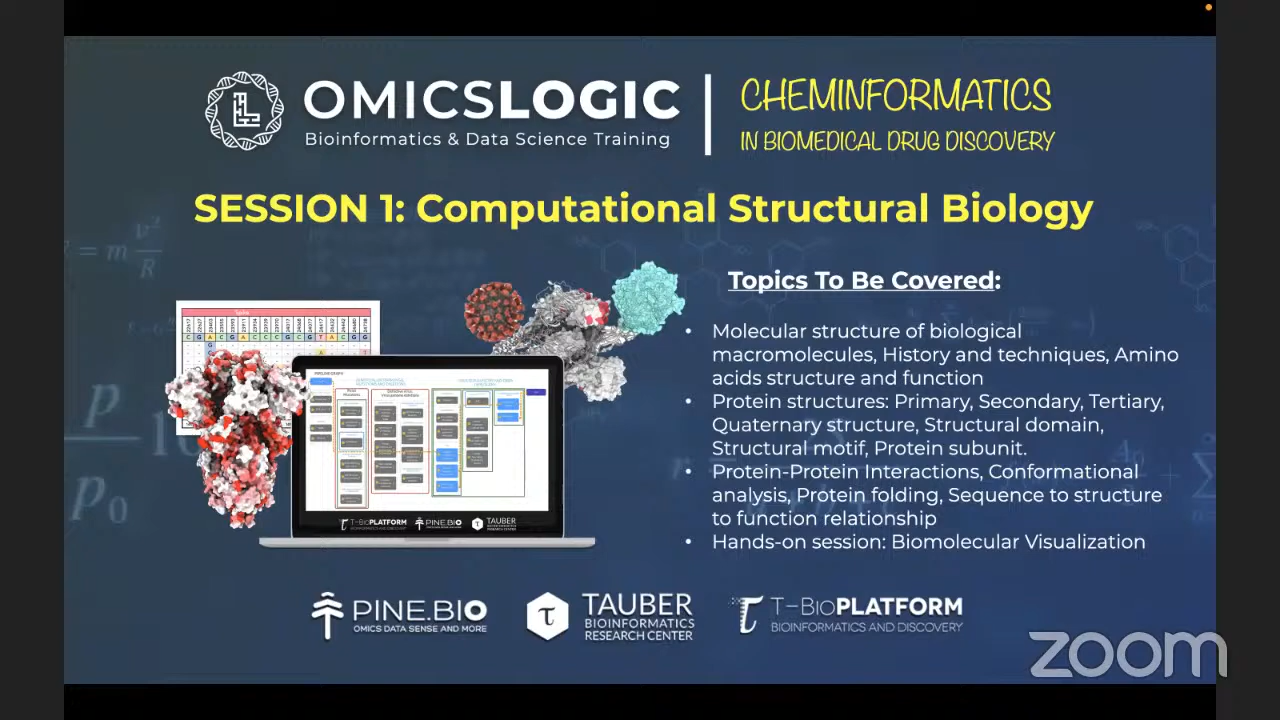 OMICSLOGIC
Bioinformatics & Data Science Training
CHEMINFORMATICS
IN BIOMEDICAL DRUG DISCOVERY
SESSION 1: Computational Structural Biology
Topics To Be Covered:
• Molecular structure of biological
macromolecules, History and techniques, Amino
acids structure and function
• Protein structures: Primary, Secondary, Tertiary,
Quaternary structure, Structural domain,
Structural motif, Protein subunit.
• Protein-Protein Interactions, Conformational
analysis, Protein folding, Sequence to structure
to function relationship
• Hands-on session: Biomolecular Visualization
T-BioPLATFORM
PINE.BIO
TAUBER
PINE.BIO
OMICS DATA SENSE AND MORE
τ
TAUBER
BIOINFORMATICS
RESEARCH CENTER
T-BioPLATFORM
BIOINFORMATICS AND DISCOVERY
zoom